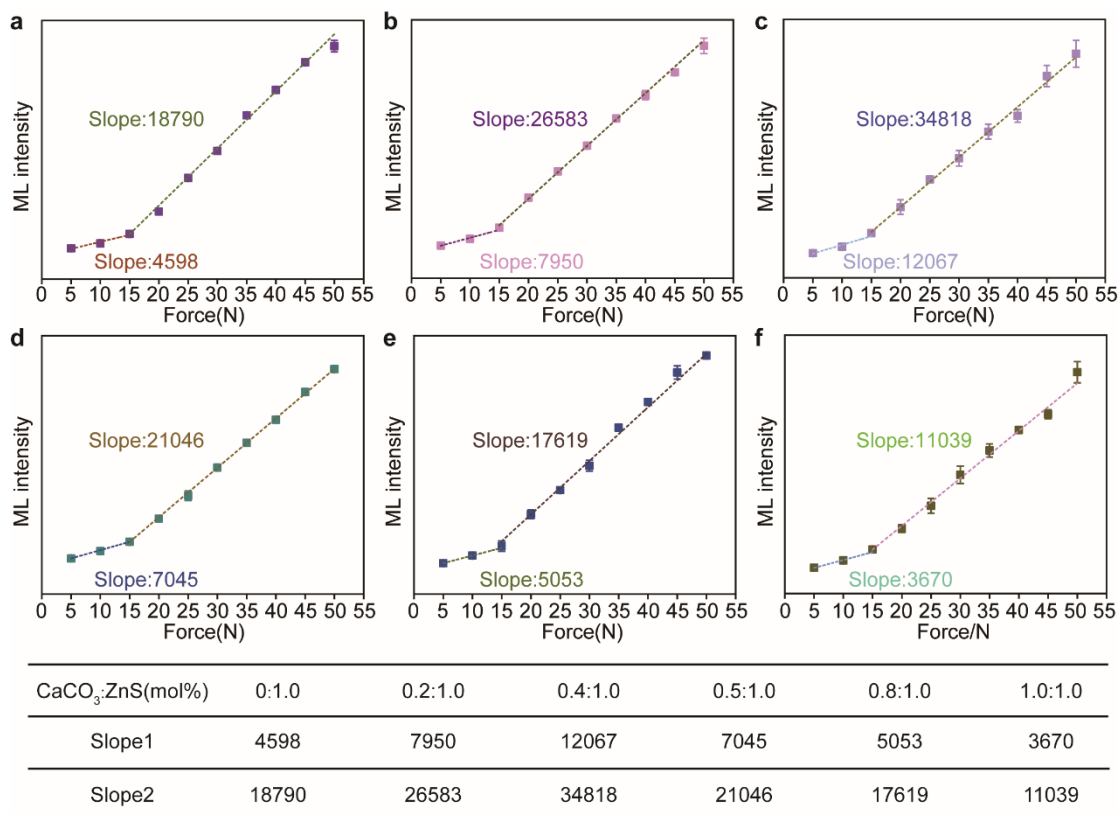 a
ML intensity
Slope:18790
Slope:4598
0 5 10 15 20 25 30 35 40 45 50 55
Force(N)
b
ML intensity
Slope:26583
Slope:7950
0 5 10 15 20 25 30 35 40 45 50 55
Force(N)
c
ML intensity
Slope:34818
Slope:12067
0 5 10 15 20 25 30 35 40 45 50 55
Force(N)
d
ML intensity
Slope:21046
Slope:7045
0 5 10 15 20 25 30 35 40 45 50 55
Force(N)
e
ML intensity
Slope:17619
Slope:5053
0 5 10 15 20 25 30 35 40 45 50 55
Force(N)
f
ML intensity
Slope:11039
Slope:3670
0 5 10 15 20 25 30 35 40 45 50 55
Force/N
CaCO₃:ZnS(mol%) 0:1.0 0.2:1.0 0.4:1.0 0.5:1.0 0.8:1.0 1.0:1.0
Slope1 4598 7950 12067 7045 5053 3670
Slope2 18790 26583 34818 21046 17619 11039